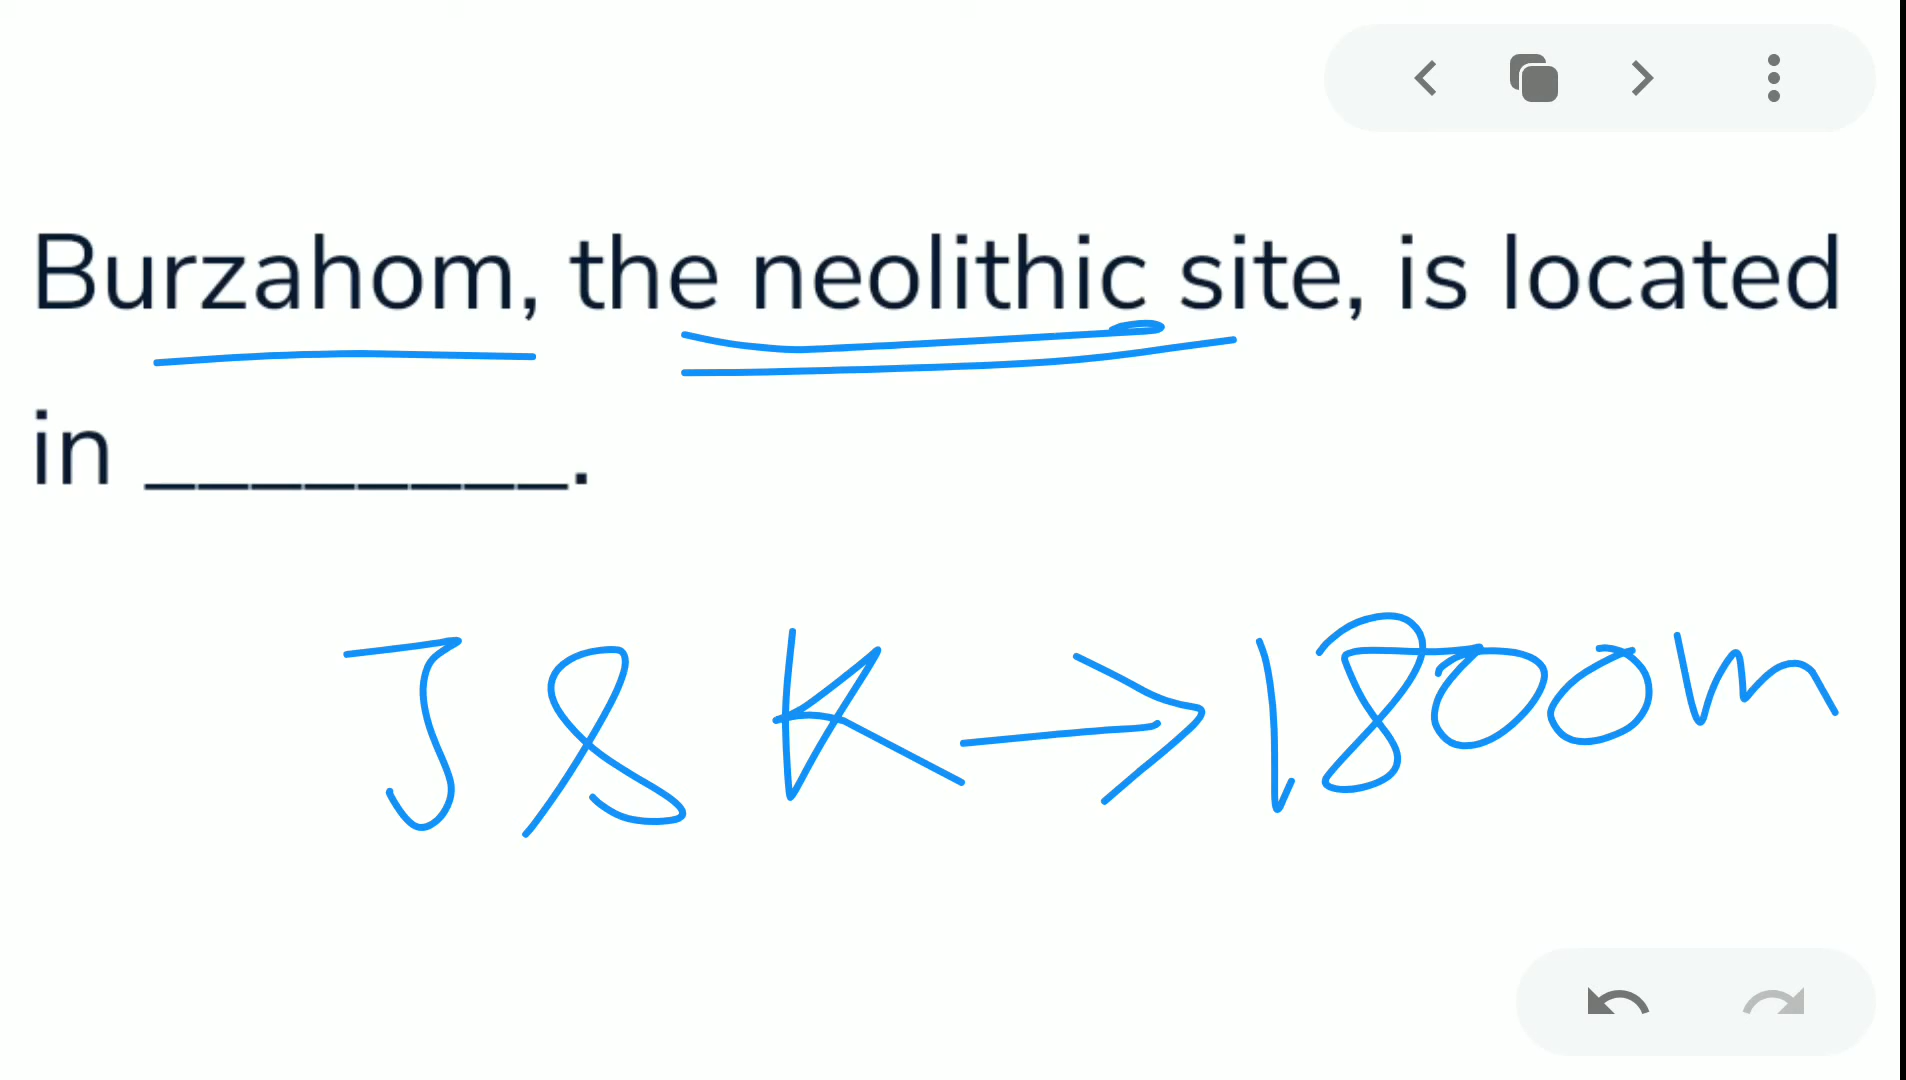 Burzahom, the neolithic site, is located
in ________.
J & K → 1800m